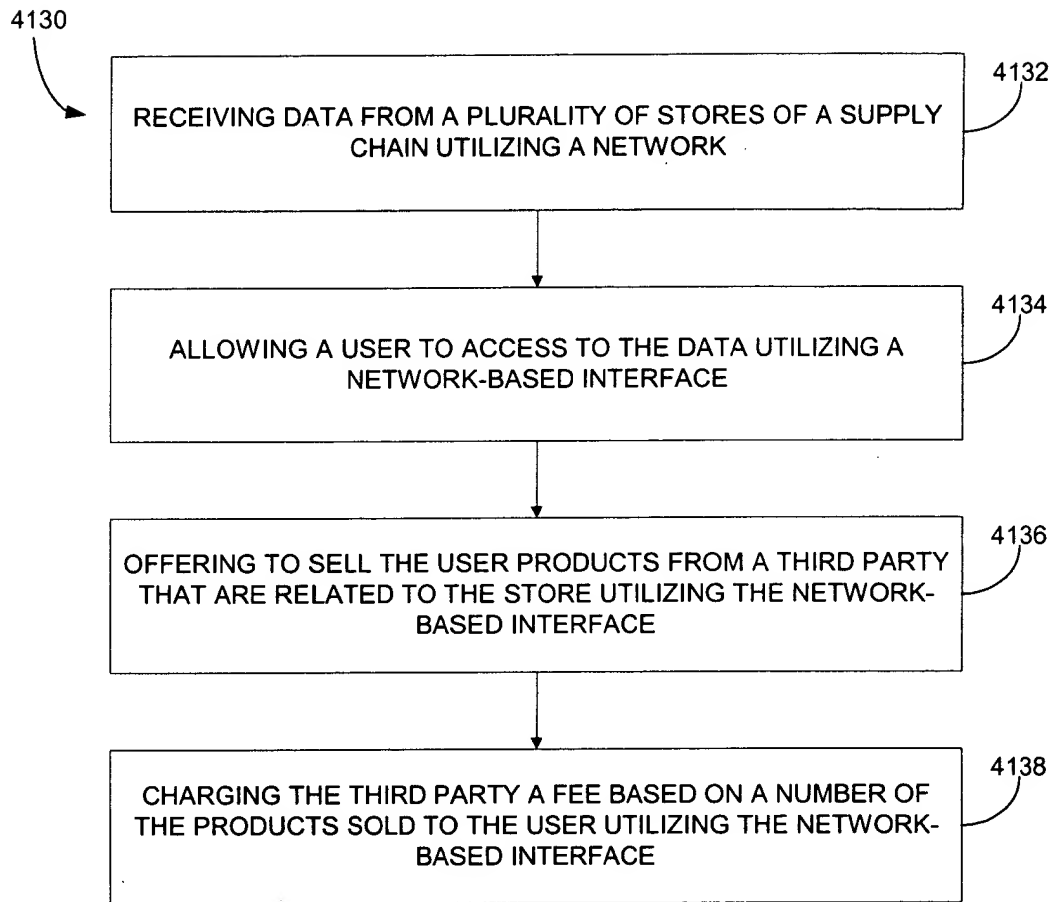 4130
4132
RECEIVING DATA FROM A PLURALITY OF STORES OF A SUPPLY
CHAIN UTILIZING A NETWORK
4134
ALLOWING A USER TO ACCESS TO THE DATA UTILIZING A
NETWORK-BASED INTERFACE
4136
OFFERING TO SELL THE USER PRODUCTS FROM A THIRD PARTY
THAT ARE RELATED TO THE STORE UTILIZING THE NETWORK-
BASED INTERFACE
4138
CHARGING THE THIRD PARTY A FEE BASED ON A NUMBER OF
THE PRODUCTS SOLD TO THE USER UTILIZING THE NETWORK-
BASED INTERFACE